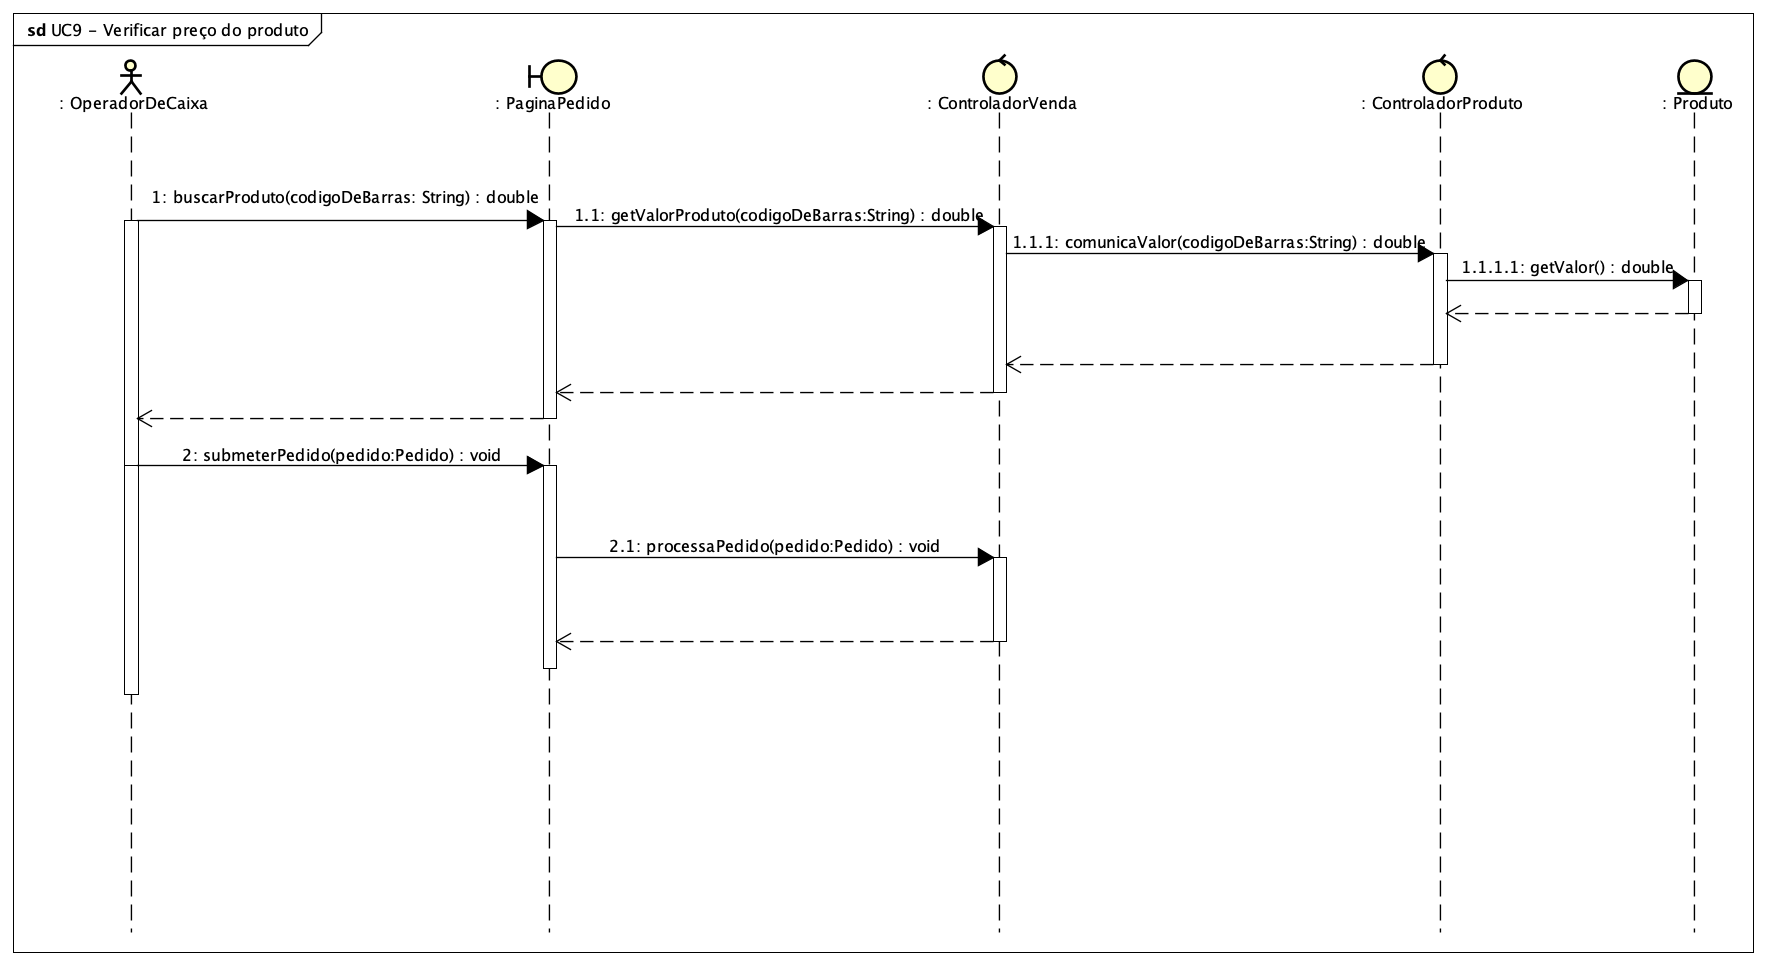 sd UC9 - Verificar preço do produto
: OperadorDeCaixa
: PaginaPedido
: ControladorVenda
: ControladorProduto
: Produto
1: buscarProduto(codigoDeBarras: String) : double
1.1: getValorProduto(codigoDeBarras:String) : double
1.1.1: comunicaValor(codigoDeBarras:String) : double
1.1.1.1: getValor() : double
2: submeterPedido(pedido:Pedido) : void
2.1: processaPedido(pedido:Pedido) : void